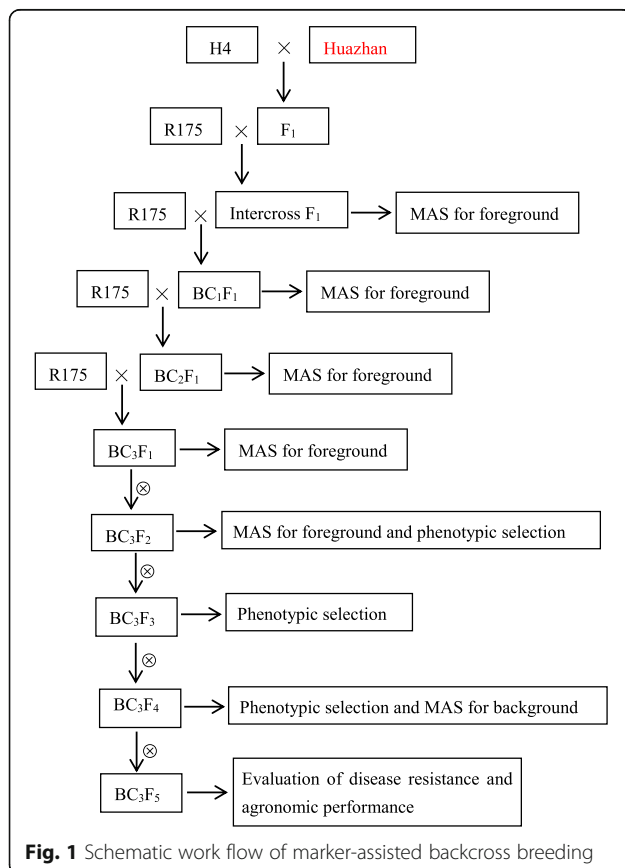 H4 × Huazhan
R175 × F₁
R175 × Intercross F₁ MAS for foreground
R175 × BC₁F₁ MAS for foreground
R175 × BC₂F₁ MAS for foreground
BC₃F₁ MAS for foreground
⊗
BC₃F₂ MAS for foreground and phenotypic selection
⊗
BC₃F₃ Phenotypic selection
⊗
BC₃F₄ Phenotypic selection and MAS for background
⊗
BC₃F₅ Evaluation of disease resistance and
agronomic performance
Fig. 1 Schematic work flow of marker-assisted backcross breeding